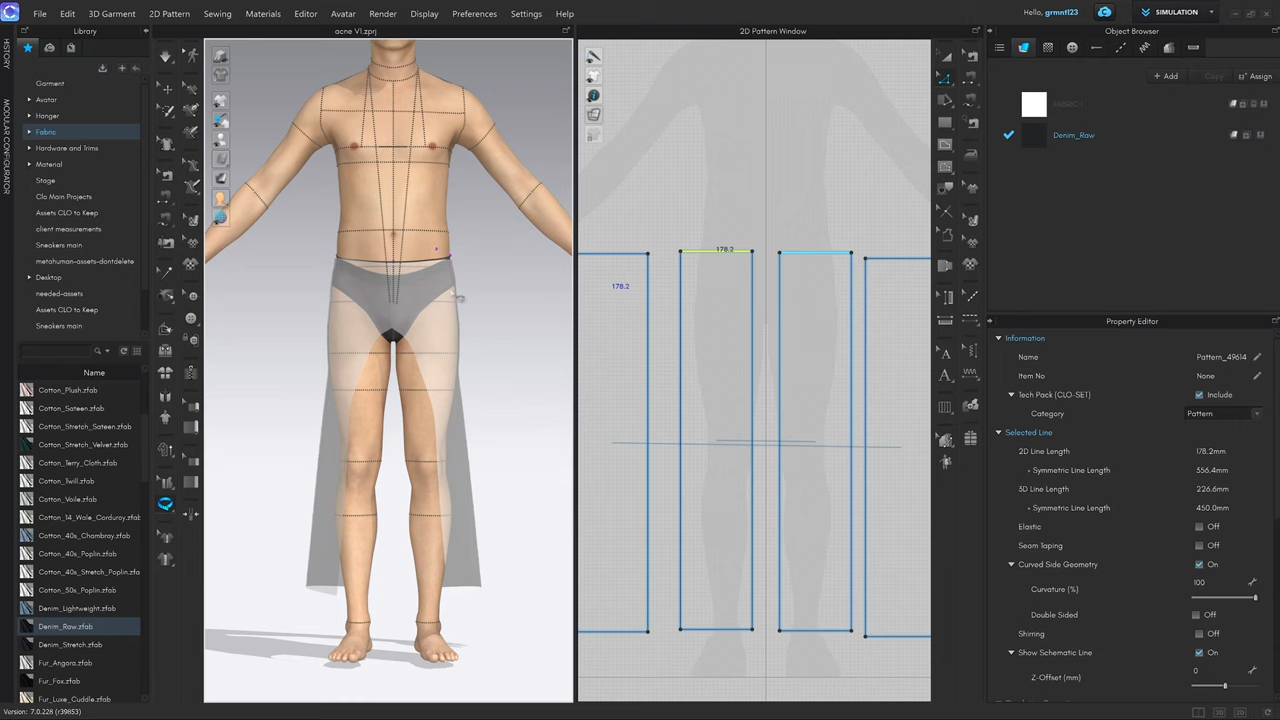 File Edit 3D Garment 2D Pattern Sewing Materials Editor Avatar Render Display Preferences Settings Help
Hello, grmnt123
SIMULATION
Library
acne V1.zprj
2D Pattern Window
Object Browser
HISTORY
MODULAR CONFIGURATOR
Garment
Avatar
Hanger
Fabric
Hardware and Trims
Material
Stage
Clo Main Projects
Assets CLO to Keep
client measurements
Sneakers main
metahuman-assets-dontdelete
Desktop
needed-assets
Assets CLO to Keep
Sneakers main
Name
Cotton_Plush.zfab
Cotton_Sateen.zfab
Cotton_Stretch_Sateen.zfab
Cotton_Stretch_Velvet.zfab
Cotton_Terry_Cloth.zfab
Cotton_Twill.zfab
Cotton_Voile.zfab
Cotton_14_Wale_Corduroy.zfab
Cotton_40s_Chambray.zfab
Cotton_40s_Poplin.zfab
Cotton_40s_Stretch_Poplin.zfa
Cotton_50s_Poplin.zfab
Denim_Lightweight.zfab
Denim_Raw.zfab
Denim_Stretch.zfab
Fur_Angora.zfab
Fur_Fox.zfab
Fur_Luxe_Cuddle.zfab
178.2
178.2
+ Add Copy Assign
FABRIC 1
Denim_Raw
Property Editor
Information
Name Pattern_49614
Item No None
Tech Pack (CLO-SET) Include
Category Pattern
Selected Line
2D Line Length 178.2mm
+ Symmetric Line Length 356.4mm
3D Line Length 226.6mm
+ Symmetric Line Length 450.0mm
Elastic Off
Seam Taping Off
Curved Side Geometry On
Curvature (%) 100
Double Sided Off
Shirring Off
Show Schematic Line On
Z-Offset (mm) 0
Version: 7.0.228 (r39853)
3D 2D